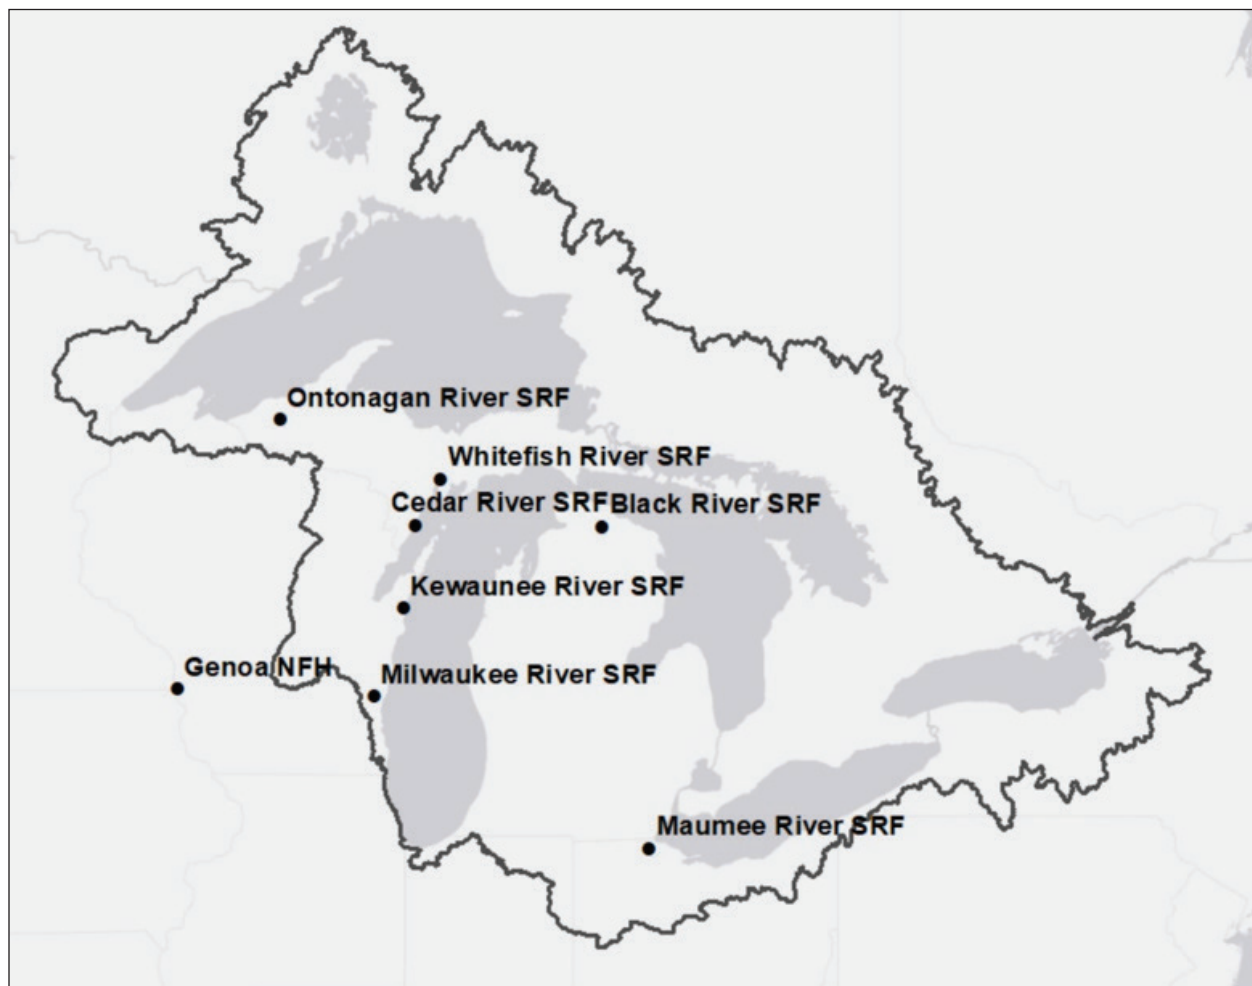 Ontonagan River SRF
Whitefish River SRF
Cedar River SRF
Black River SRF
Kewaunee River SRF
Genoa NFH
Milwaukee River SRF
Maumee River SRF